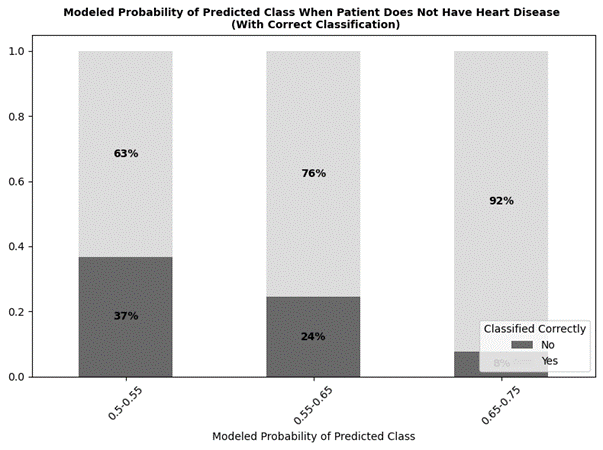 Modeled Probability of Predicted Class When Patient Does Not Have Heart Disease
(With Correct Classification)
1.0
0.8
0.6
0.4
0.2
0.0
63%
37%
76%
24%
92%
8%
Classified Correctly
No
Yes
0.5-0.55
0.55-0.65
0.65-0.75
Modeled Probability of Predicted Class